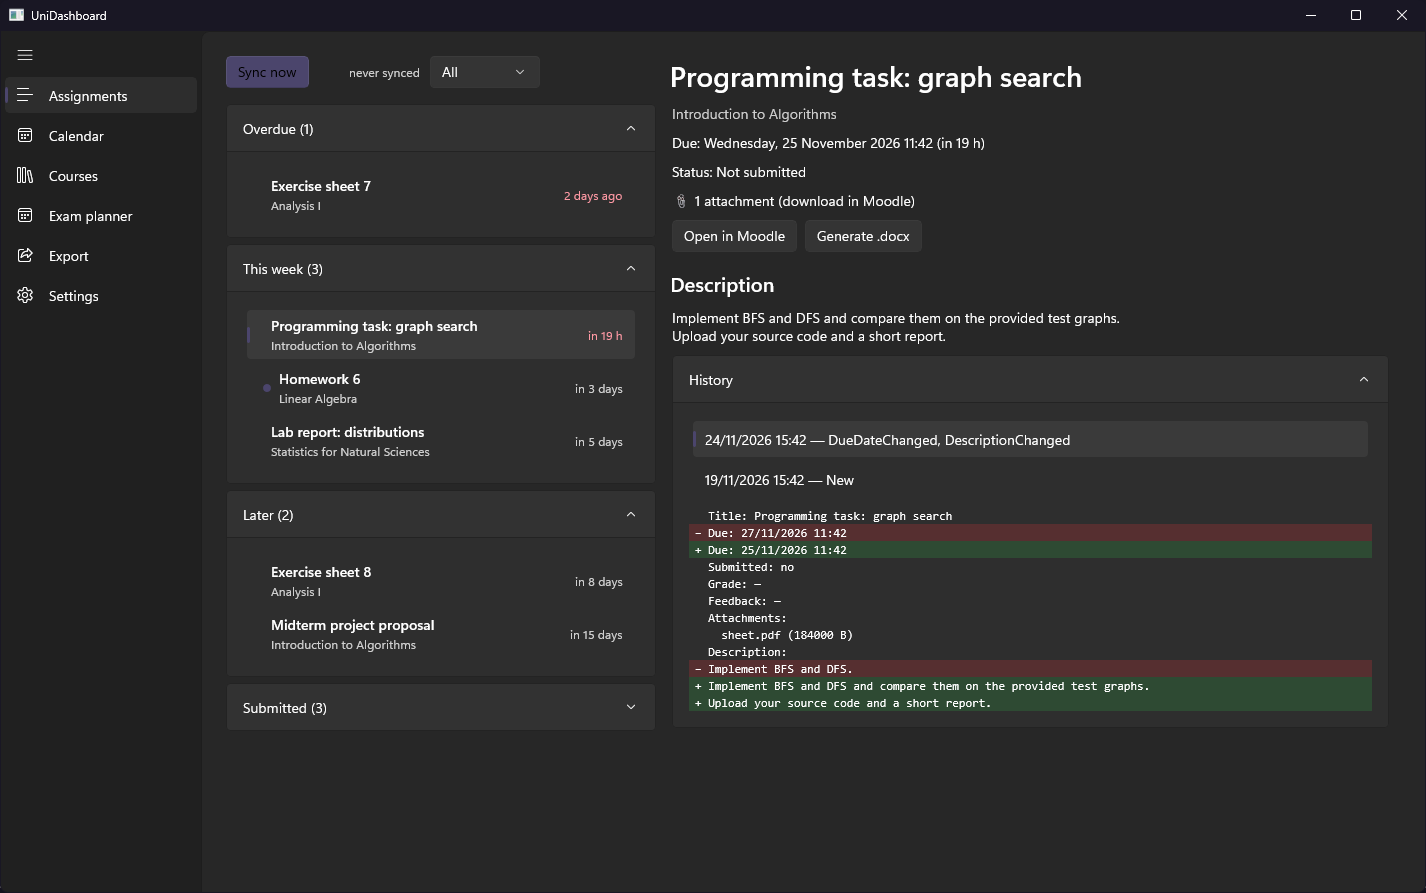 UniDashboard
Assignments
Calendar
Courses
Exam planner
Export
Settings
Sync now
never synced
All
Overdue (1)
Exercise sheet 7
Analysis I
2 days ago
This week (3)
Programming task: graph search
Introduction to Algorithms
in 19 h
Homework 6
Linear Algebra
in 3 days
Lab report: distributions
Statistics for Natural Sciences
in 5 days
Later (2)
Exercise sheet 8
Analysis I
in 8 days
Midterm project proposal
Introduction to Algorithms
in 15 days
Submitted (3)
Programming task: graph search
Introduction to Algorithms
Due: Wednesday, 25 November 2026 11:42 (in 19 h)
Status: Not submitted
1 attachment (download in Moodle)
Open in Moodle
Generate .docx
Description
Implement BFS and DFS and compare them on the provided test graphs.
Upload your source code and a short report.
History
24/11/2026 15:42 — DueDateChanged, DescriptionChanged
19/11/2026 15:42 — New
Title: Programming task: graph search
− Due: 27/11/2026 11:42
+ Due: 25/11/2026 11:42
Submitted: no
Grade: —
Feedback: —
Attachments:
sheet.pdf (184000 B)
Description:
− Implement BFS and DFS.
+ Implement BFS and DFS and compare them on the provided test graphs.
+ Upload your source code and a short report.